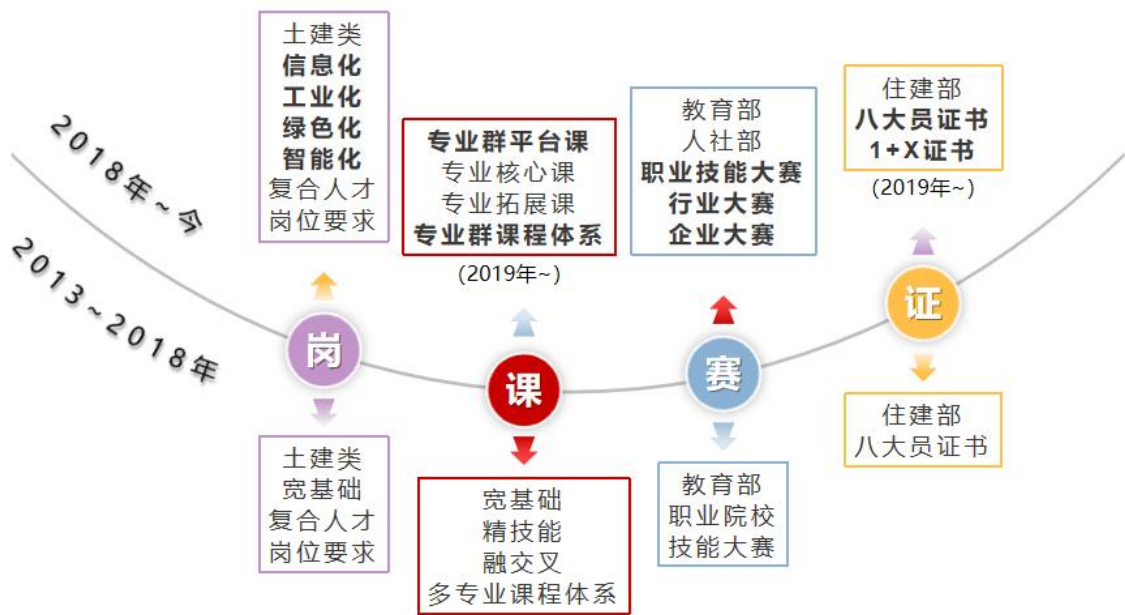 2018年~今
2013~2018年
土建类
信息化
工业化
绿色化
智能化
复合人才
岗位要求
专业群平台课
专业核心课
专业拓展课
专业群课程体系
(2019年~)
教育部
人社部
职业技能大赛
行业大赛
企业大赛
住建部
八大员证书
1+X证书
(2019年~)
岗
课
赛
证
土建类
宽基础
复合人才
岗位要求
宽基础
精技能
融交叉
多专业课程体系
教育部
职业院校
技能大赛
住建部
八大员证书